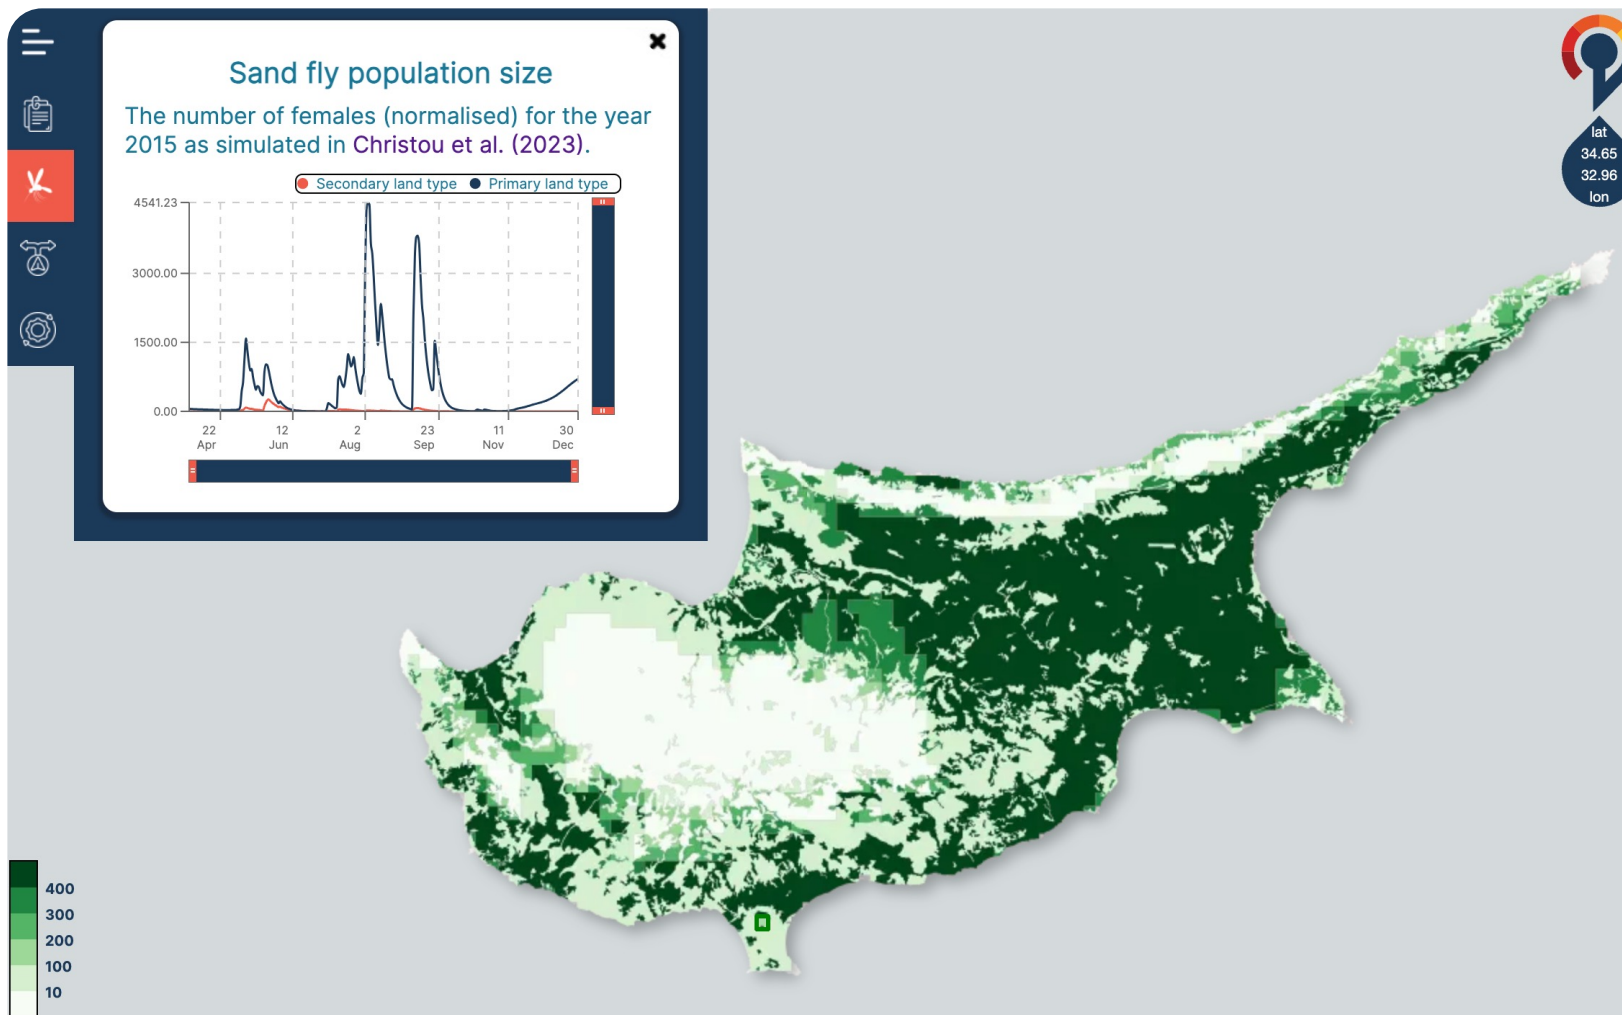 Sand fly population size
The number of females (normalised) for the year
2015 as simulated in Christou et al. (2023).
Secondary land type Primary land type
4541.23
3000.00
1500.00
0.00
22 12 2 23 11 30
Apr Jun Aug Sep Nov Dec
lat
34.65
32.96
lon
400
300
200
100
10